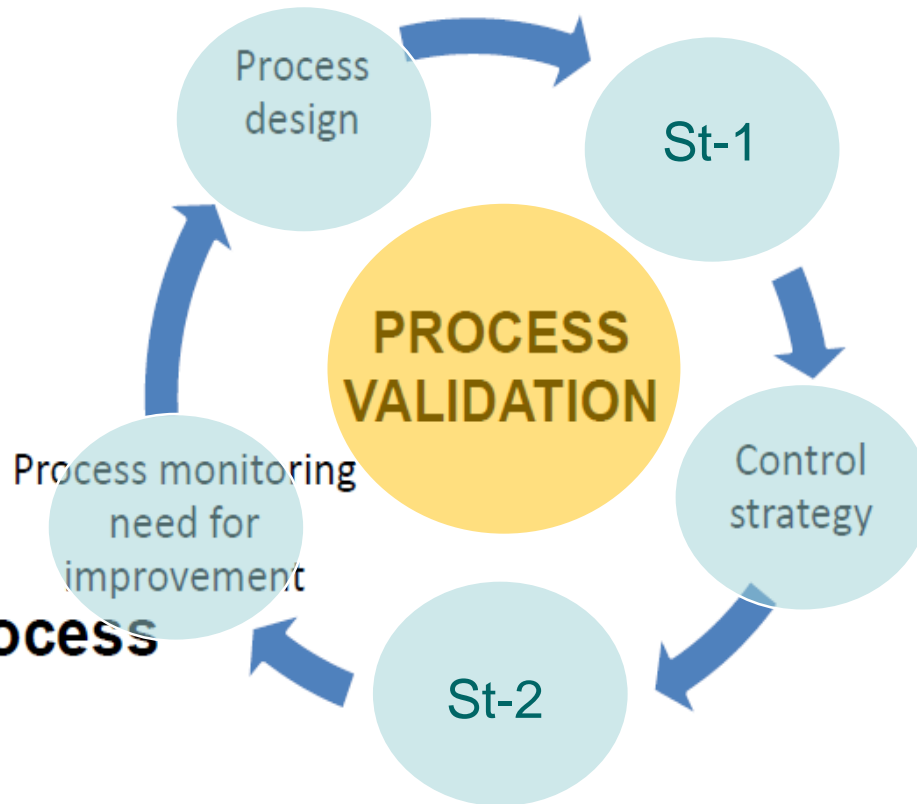 Process
design
St-1
PROCESS
VALIDATION
Control
strategy
Process monitoring
need for
improvement
ocess
St-2